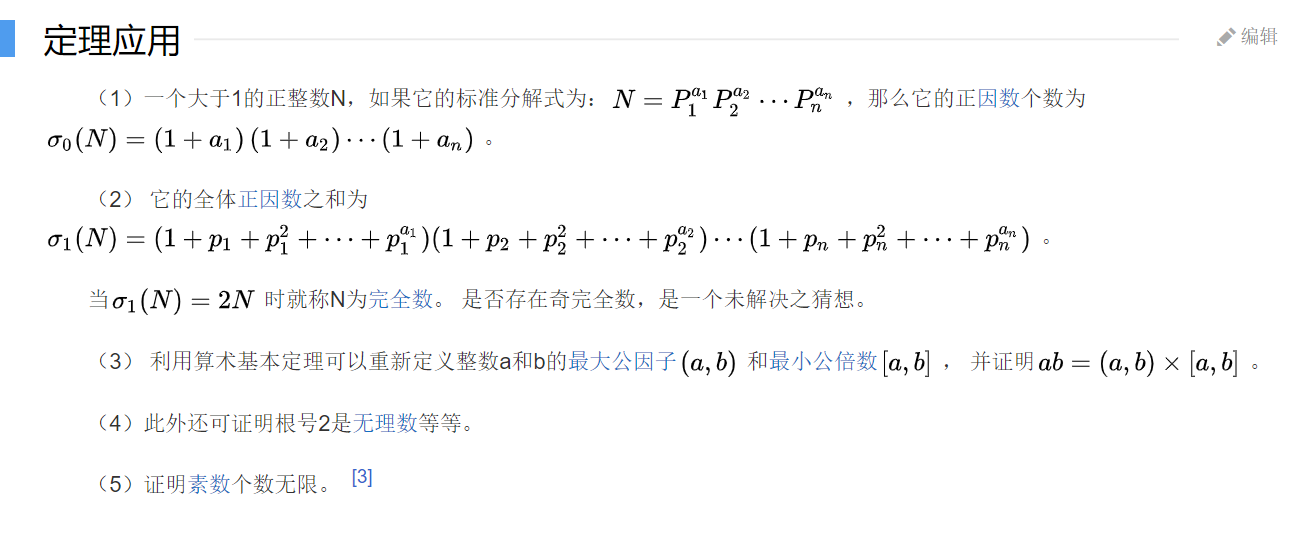 定理应用
编辑
（1）一个大于1的正整数N，如果它的标准分解式为： $N = P_1^{a_1} P_2^{a_2} \cdots P_n^{a_n}$ ，那么它的正因数个数为
$\sigma_0(N) = (1 + a_1)(1 + a_2) \cdots (1 + a_n)$ 。
（2） 它的全体正因数之和为
$\sigma_1(N) = (1 + p_1 + p_1^2 + \cdots + p_1^{a_1})(1 + p_2 + p_2^2 + \cdots + p_2^{a_2}) \cdots (1 + p_n + p_n^2 + \cdots + p_n^{a_n})$ 。
当 $\sigma_1(N) = 2N$ 时就称N为完全数。 是否存在奇完全数，是一个未解决之猜想。
（3） 利用算术基本定理可以重新定义整数a和b的最大公因子 $(a, b)$ 和最小公倍数 $[a, b]$ ， 并证明 $ab = (a, b) \times [a, b]$ 。
（4）此外还可证明根号2是无理数等等。
（5）证明素数个数无限。 [3]